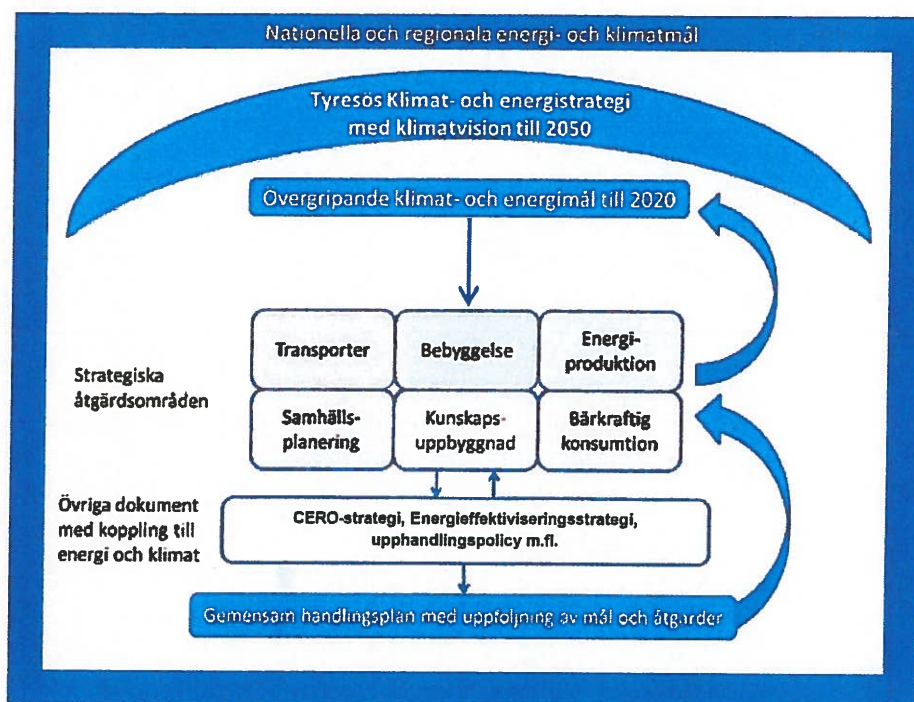 Nationella och regionala energi- och klimatmål
Tyresös Klimat- och energistrategi
med klimatvision till 2050
Övergripande klimat- och energimål till 2020
Transporter
Bebyggelse
Energi-
produktion
Strategiska
åtgärdsområden
Samhälls-
planering
Kunskaps-
uppbyggnad
Bärkraftig
konsumtion
Övriga dokument
med koppling till
energi och klimat
CERO-strategi, Energieffektiviseringsstrategi,
upphandlingspolicy m.fl.
Gemensam handlingsplan med uppföljning av mål och åtgärder